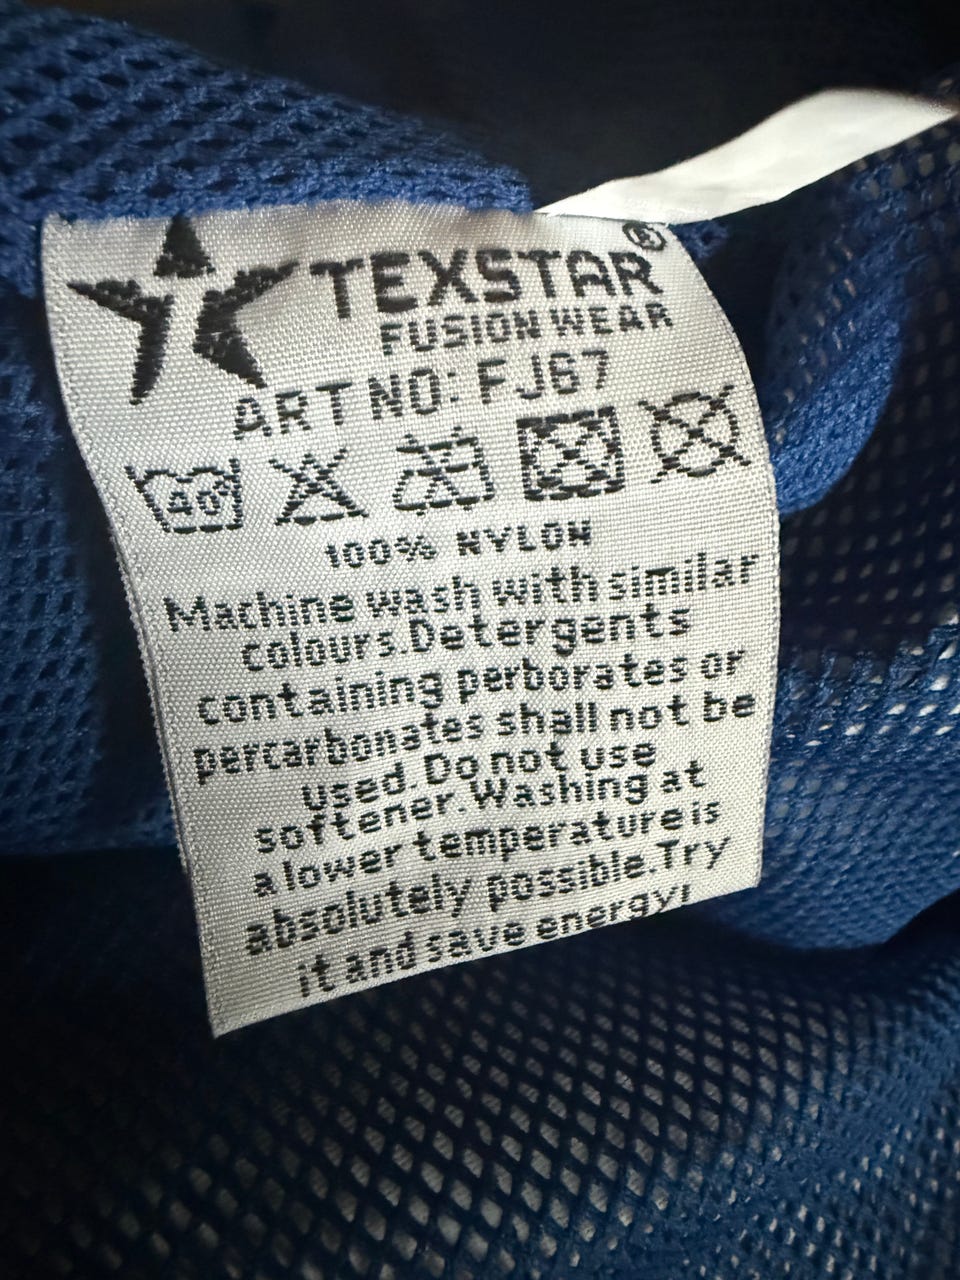 TEXSTAR®
FUSION WEAR
ART NO: FJ67
40°
100% NYLON
Machine wash with similar
colours.Detergents
containing perborates or
percarbonates shall not be
used.Do not use
softener.Washing at
a lower temperature is
absolutely possible.Try
it and save energy!